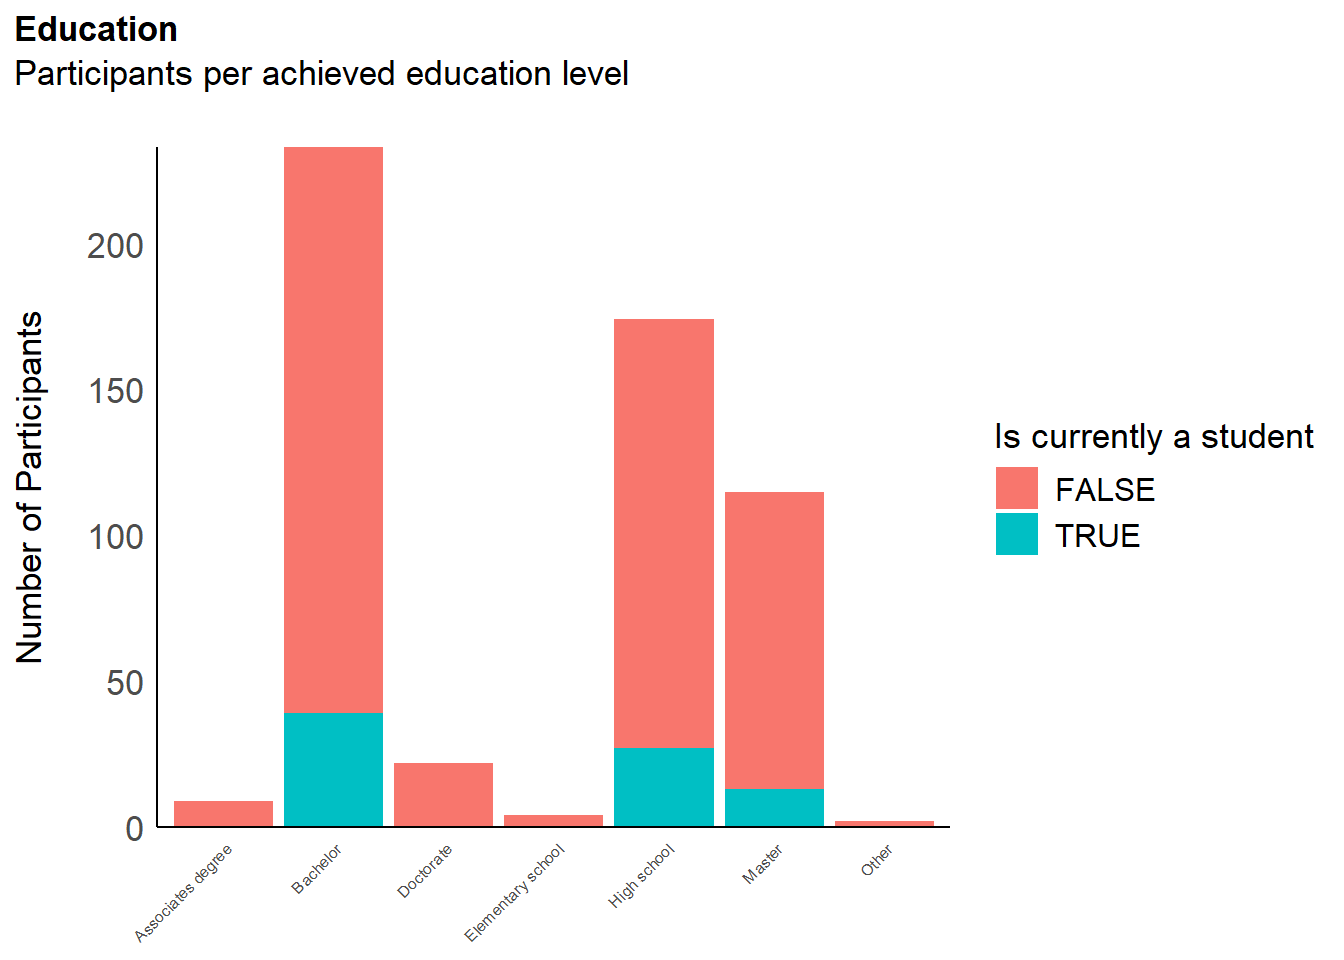 Education
Participants per achieved education level
Number of Participants
200
150
100
50
0
Associates degree
Bachelor
Doctorate
Elementary school
High school
Master
Other
Is currently a student
FALSE
TRUE